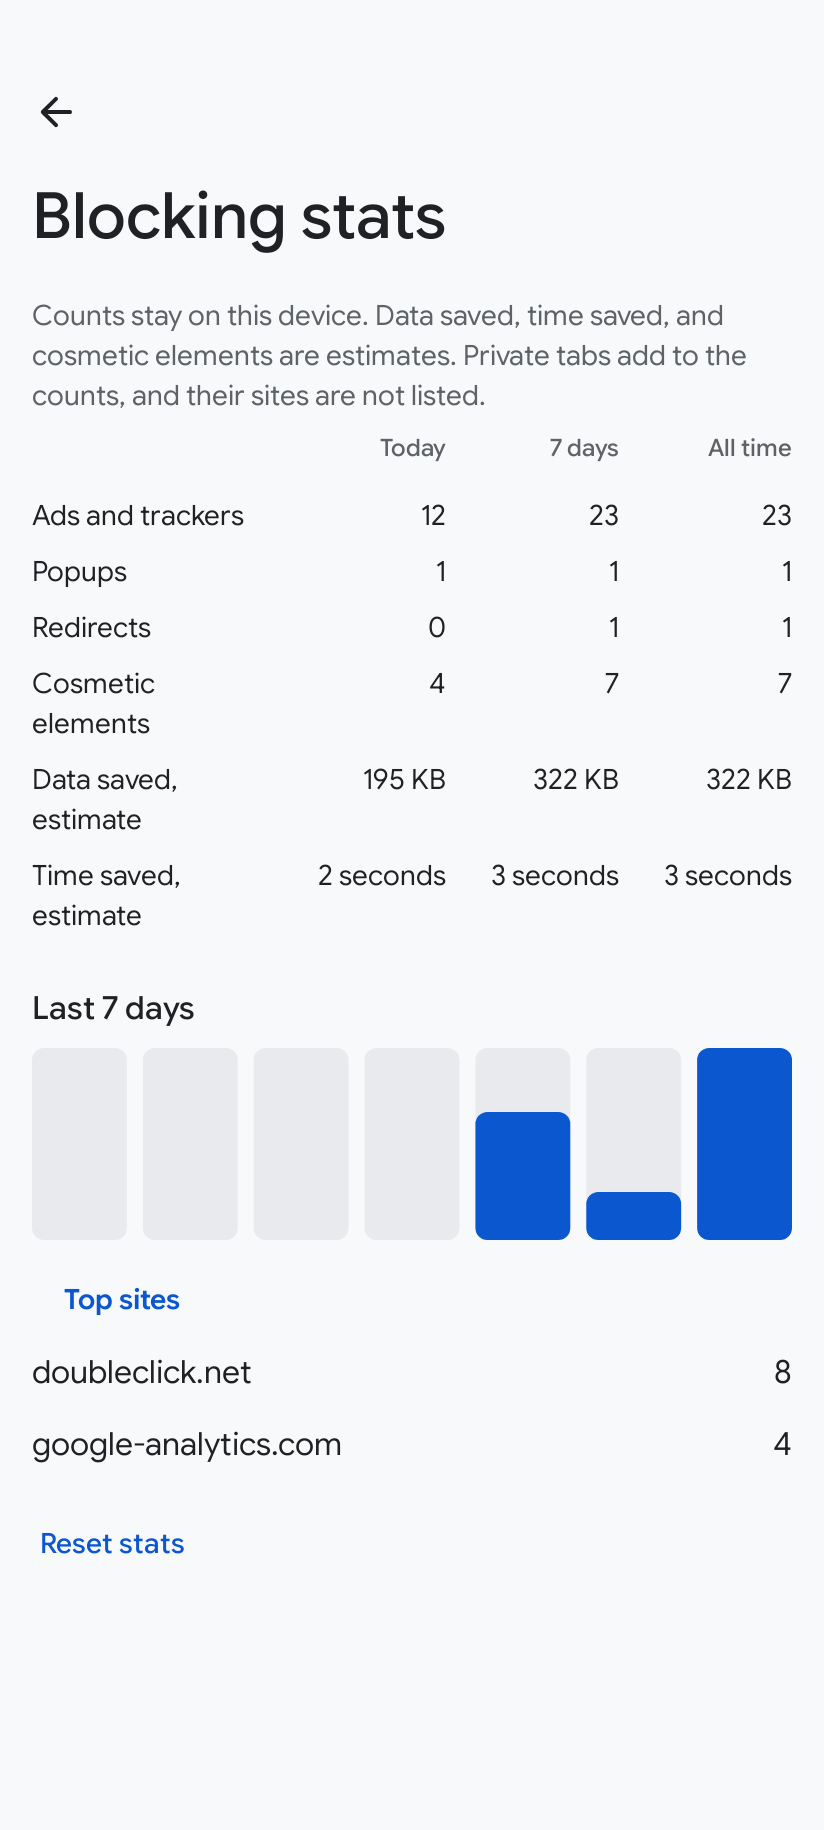 Blocking stats
Counts stay on this device. Data saved, time saved, and
cosmetic elements are estimates. Private tabs add to the
counts, and their sites are not listed.
Today 7 days All time
Ads and trackers 12 23 23
Popups 1 1 1
Redirects 0 1 1
Cosmetic 4 7 7
elements
Data saved, 195 KB 322 KB 322 KB
estimate
Time saved, 2 seconds 3 seconds 3 seconds
estimate
Last 7 days
Top sites
doubleclick.net 8
google-analytics.com 4
Reset stats